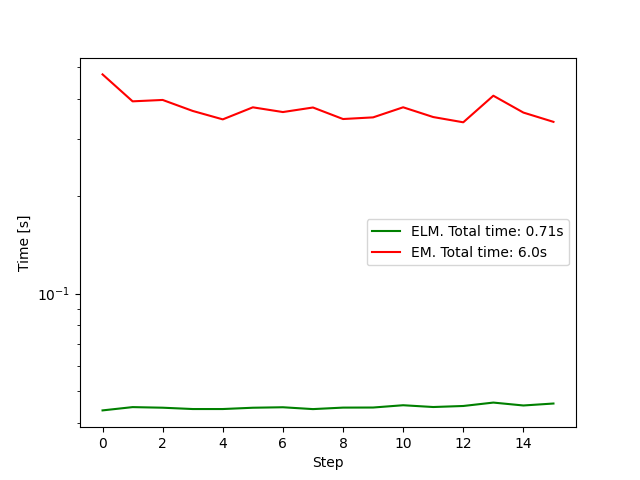 Time [s]
10⁻¹
ELM. Total time: 0.71s
EM. Total time: 6.0s
0 2 4 6 8 10 12 14
Step